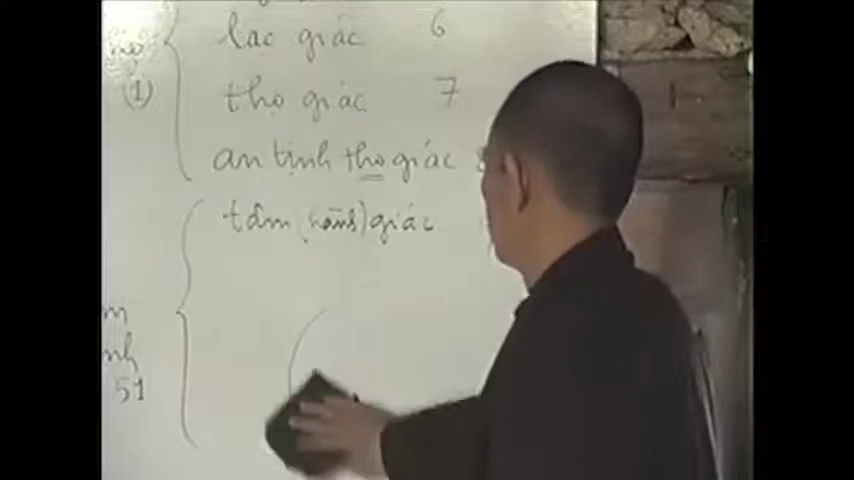 lạc giác 6
(1) thọ giác 7
an tịnh thọ giác
tâm (hành) giác
51